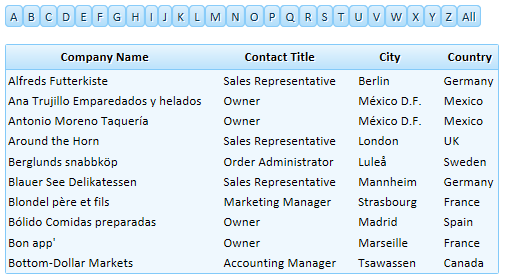 A B C D E F G H I J K L M N O P Q R S T U V W X Y Z All
Company Name Contact Title City Country
Alfreds Futterkiste Sales Representative Berlin Germany
Ana Trujillo Emparedados y helados Owner México D.F. Mexico
Antonio Moreno Taquería Owner México D.F. Mexico
Around the Horn Sales Representative London UK
Berglunds snabbköp Order Administrator Luleå Sweden
Blauer See Delikatessen Sales Representative Mannheim Germany
Blondel père et fils Marketing Manager Strasbourg France
Bólido Comidas preparadas Owner Madrid Spain
Bon app' Owner Marseille France
Bottom-Dollar Markets Accounting Manager Tsawassen Canada